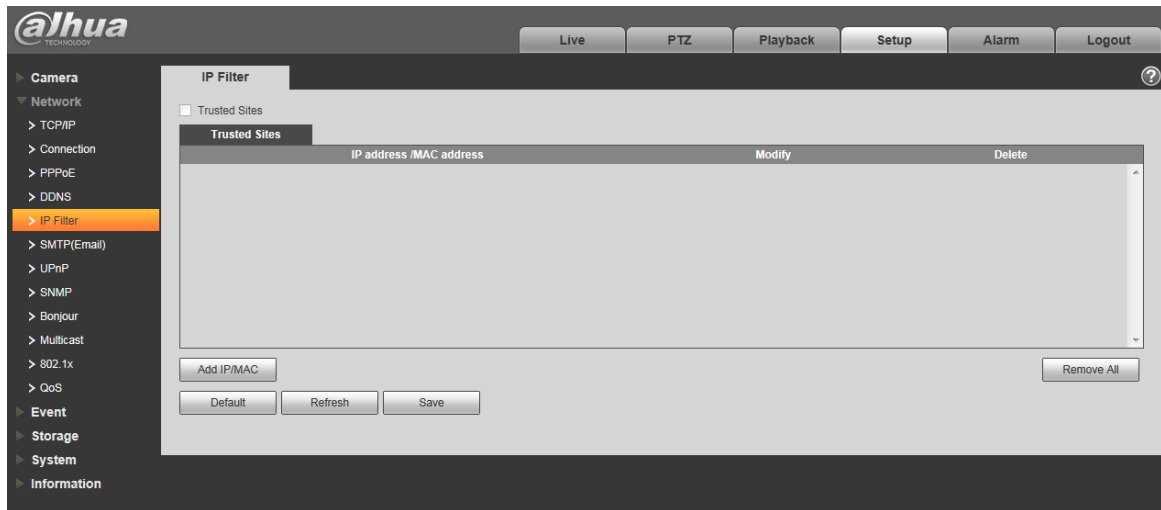 alhua
TECHNOLOGY
Live PTZ Playback Setup Alarm Logout
Camera
Network
> TCP/IP
> Connection
> PPPoE
> DDNS
> IP Filter
> SMTP(Email)
> UPnP
> SNMP
> Bonjour
> Multicast
> 802.1x
> QoS
Event
Storage
System
Information
IP Filter ?
Trusted Sites
Trusted Sites
IP address /MAC address Modify Delete
Add IP/MAC Remove All
Default Refresh Save